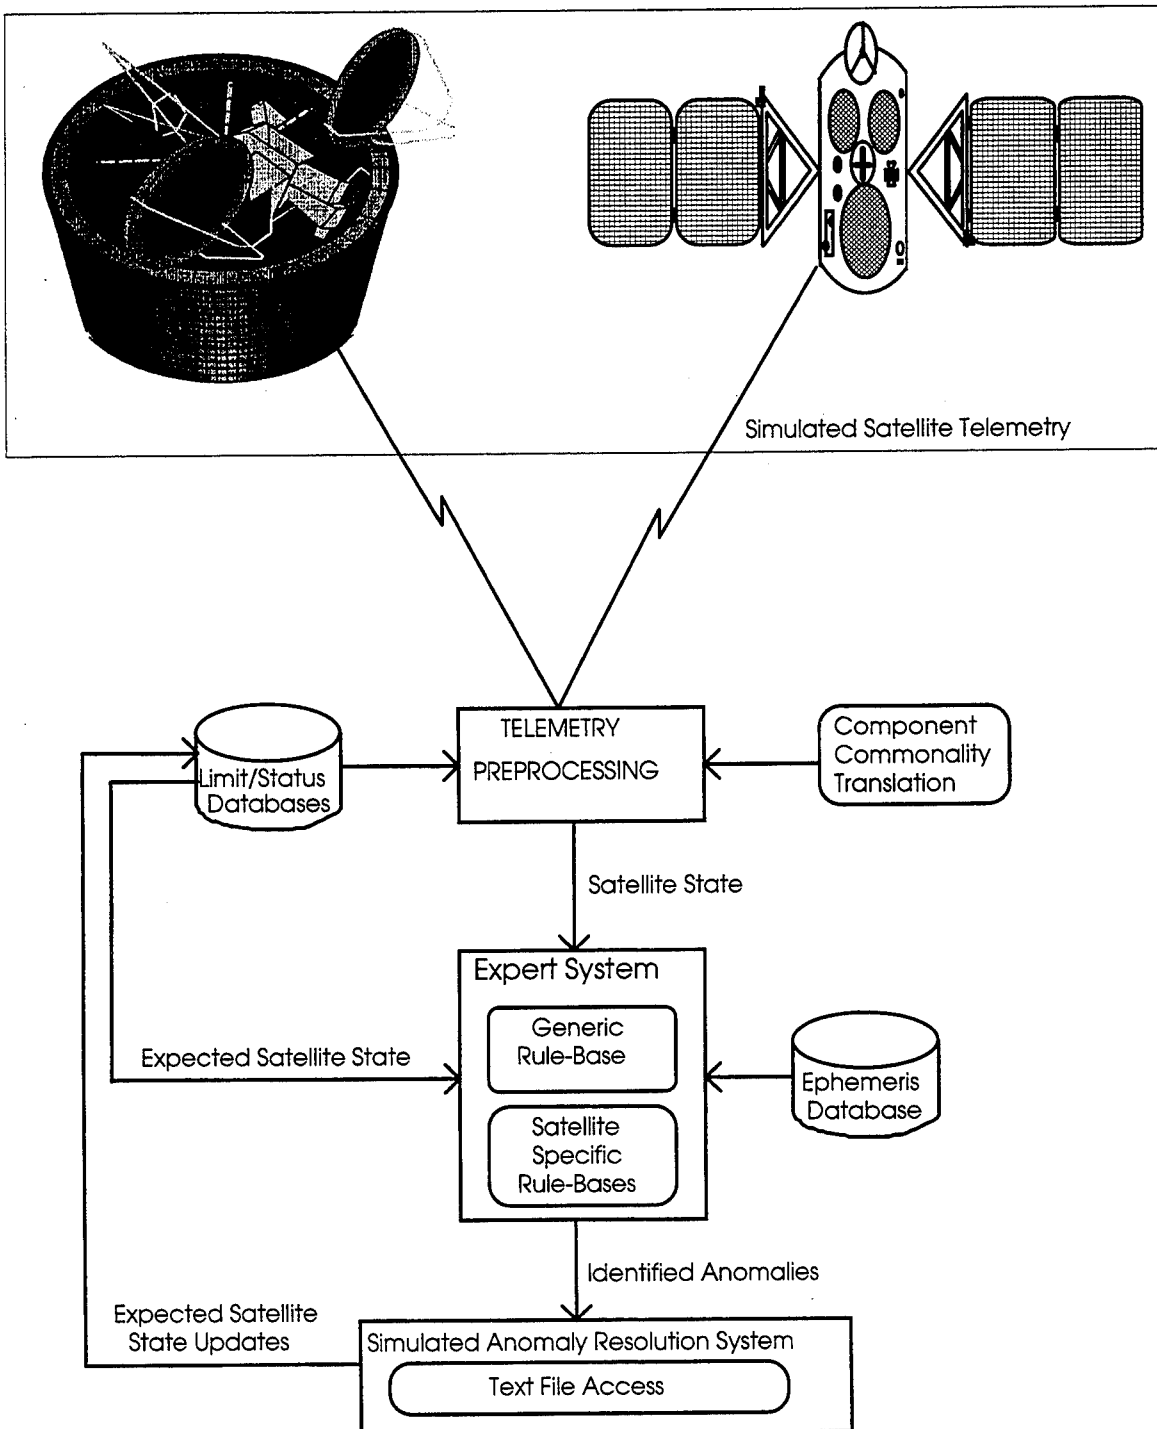 Simulated Satellite Telemetry
TELEMETRY
PREPROCESSING
Component
Commonality
Translation
Limit/Status
Databases
Satellite State
Expert System
Generic
Rule-Base
Expected Satellite State
Ephemeris
Database
Satellite
Specific
Rule-Bases
Identified Anomalies
Expected Satellite
State Updates
Simulated Anomaly Resolution System
Text File Access